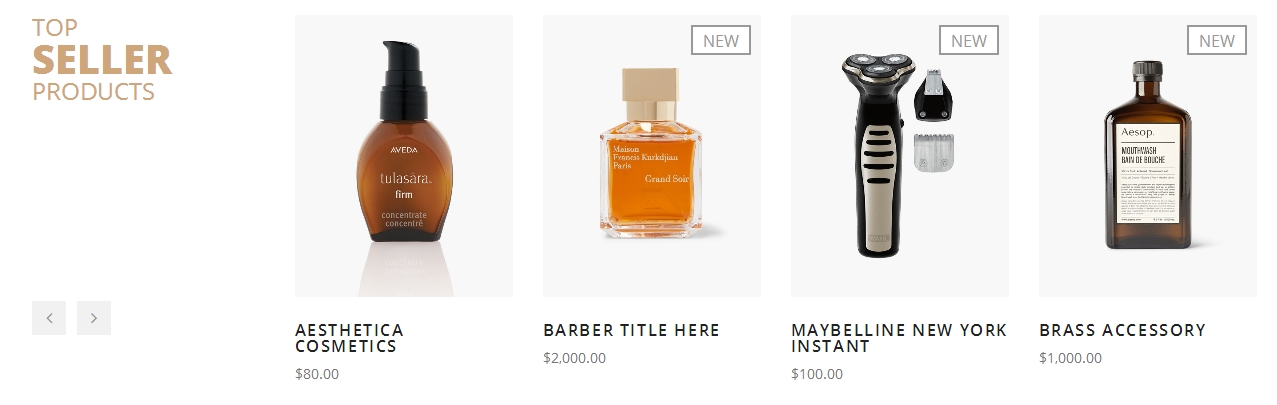 TOP
SELLER
PRODUCTS
AVEDA
tulasāra.
firm
concentrate
concentré
AESTHETICA
COSMETICS
$80.00
NEW
Maison
Francis Kurkdjian
Paris
Grand Soir
BARBER TITLE HERE
$2,000.00
NEW
MAYBELLINE NEW YORK
INSTANT
$100.00
NEW
Aesop.
MOUTHWASH
BAIN DE BOUCHE
BRASS ACCESSORY
$1,000.00